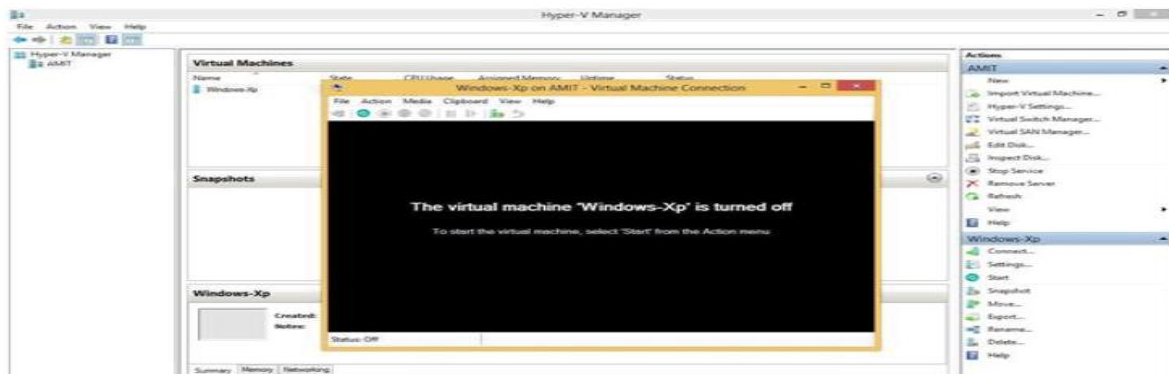 Hyper-V Manager
File Action View Help
Hyper-V Manager
AMIT
Virtual Machines
Name State CPU Usage Assigned Memory Uptime Status
Windows-Xp
Windows-Xp on AMIT - Virtual Machine Connection
File Action Media Clipboard View Help
The virtual machine 'Windows-Xp' is turned off
To start the virtual machine, select 'Start' from the Action menu
Status: Off
Snapshots
Windows-Xp
Created:
Notes:
Summary Memory Networking
Actions
AMIT
New
Import Virtual Machine...
Hyper-V Settings...
Virtual Switch Manager...
Virtual SAN Manager...
Edit Disk...
Inspect Disk...
Stop Service
Remove Server
Refresh
View
Help
Windows-Xp
Connect...
Settings...
Start
Snapshot
Move...
Export...
Rename...
Delete...
Help